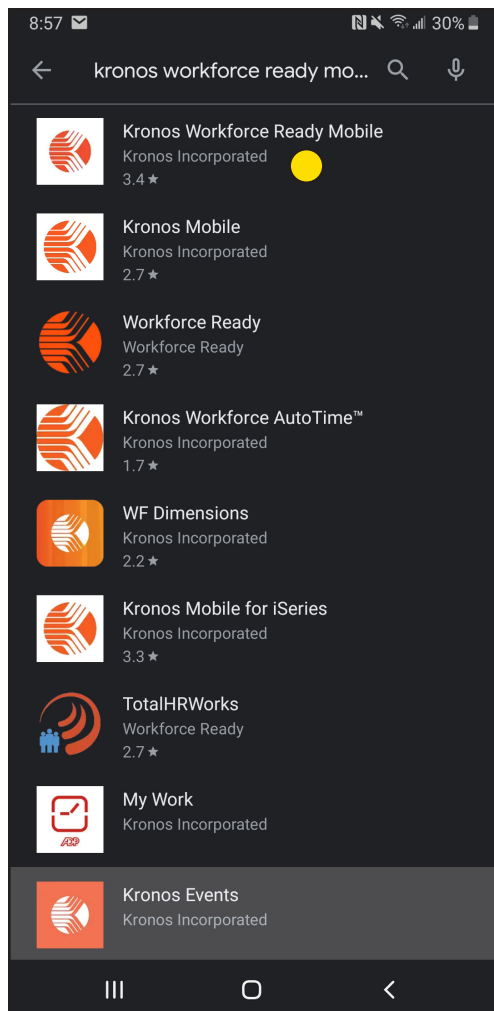 8:57 30%
kronos workforce ready mo...
Kronos Workforce Ready Mobile
Kronos Incorporated
3.4★
Kronos Mobile
Kronos Incorporated
2.7★
Workforce Ready
Workforce Ready
2.7★
Kronos Workforce AutoTime™
Kronos Incorporated
1.7★
WF Dimensions
Kronos Incorporated
2.2★
Kronos Mobile for iSeries
Kronos Incorporated
3.3★
TotalHRWorks
Workforce Ready
2.7★
My Work
Kronos Incorporated
ADP
Kronos Events
Kronos Incorporated